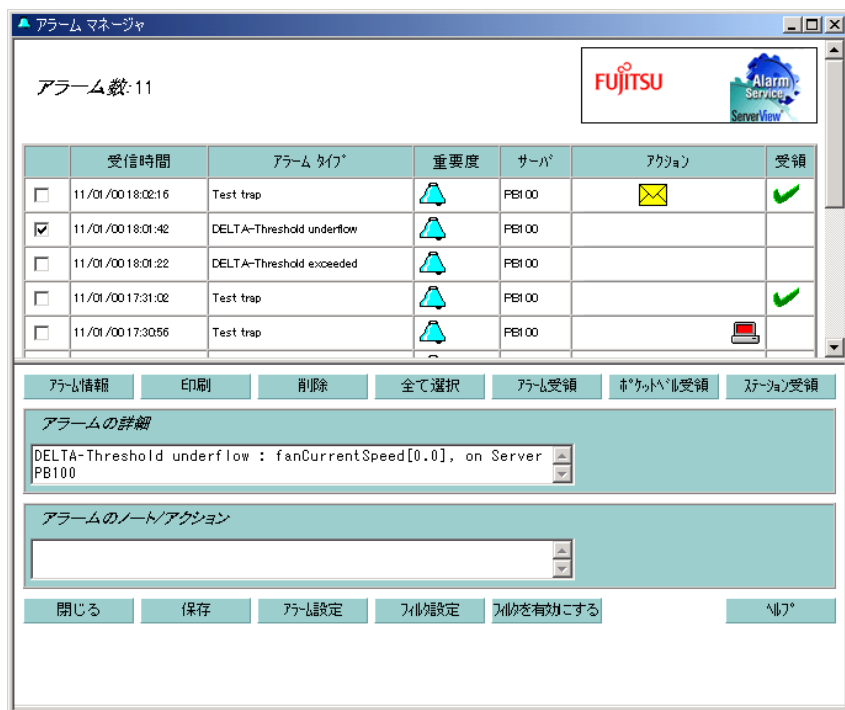 アラーム マネージャ
アラーム数:11
FUJITSU
Alarm
Service
ServerView
受信時間 アラーム タイプ 重要度 サーバ アクション 受領
11/01/00 18:02:16 Test trap PB100
11/01/00 18:01:42 DELTA-Threshold underflow PB100
11/01/00 18:01:22 DELTA-Threshold exceeded PB100
11/01/00 17:31:02 Test trap PB100
11/01/00 17:30:56 Test trap PB100
アラーム情報 印刷 削除 全て選択 アラーム受領 ポケットベル受領 ステーション受領
アラームの詳細
DELTA-Threshold underflow : fanCurrentSpeed[0.0], on Server
PB100
アラームのノート/アクション
閉じる 保存 アラーム設定 フィルタ設定 フィルタを有効にする ヘルプ